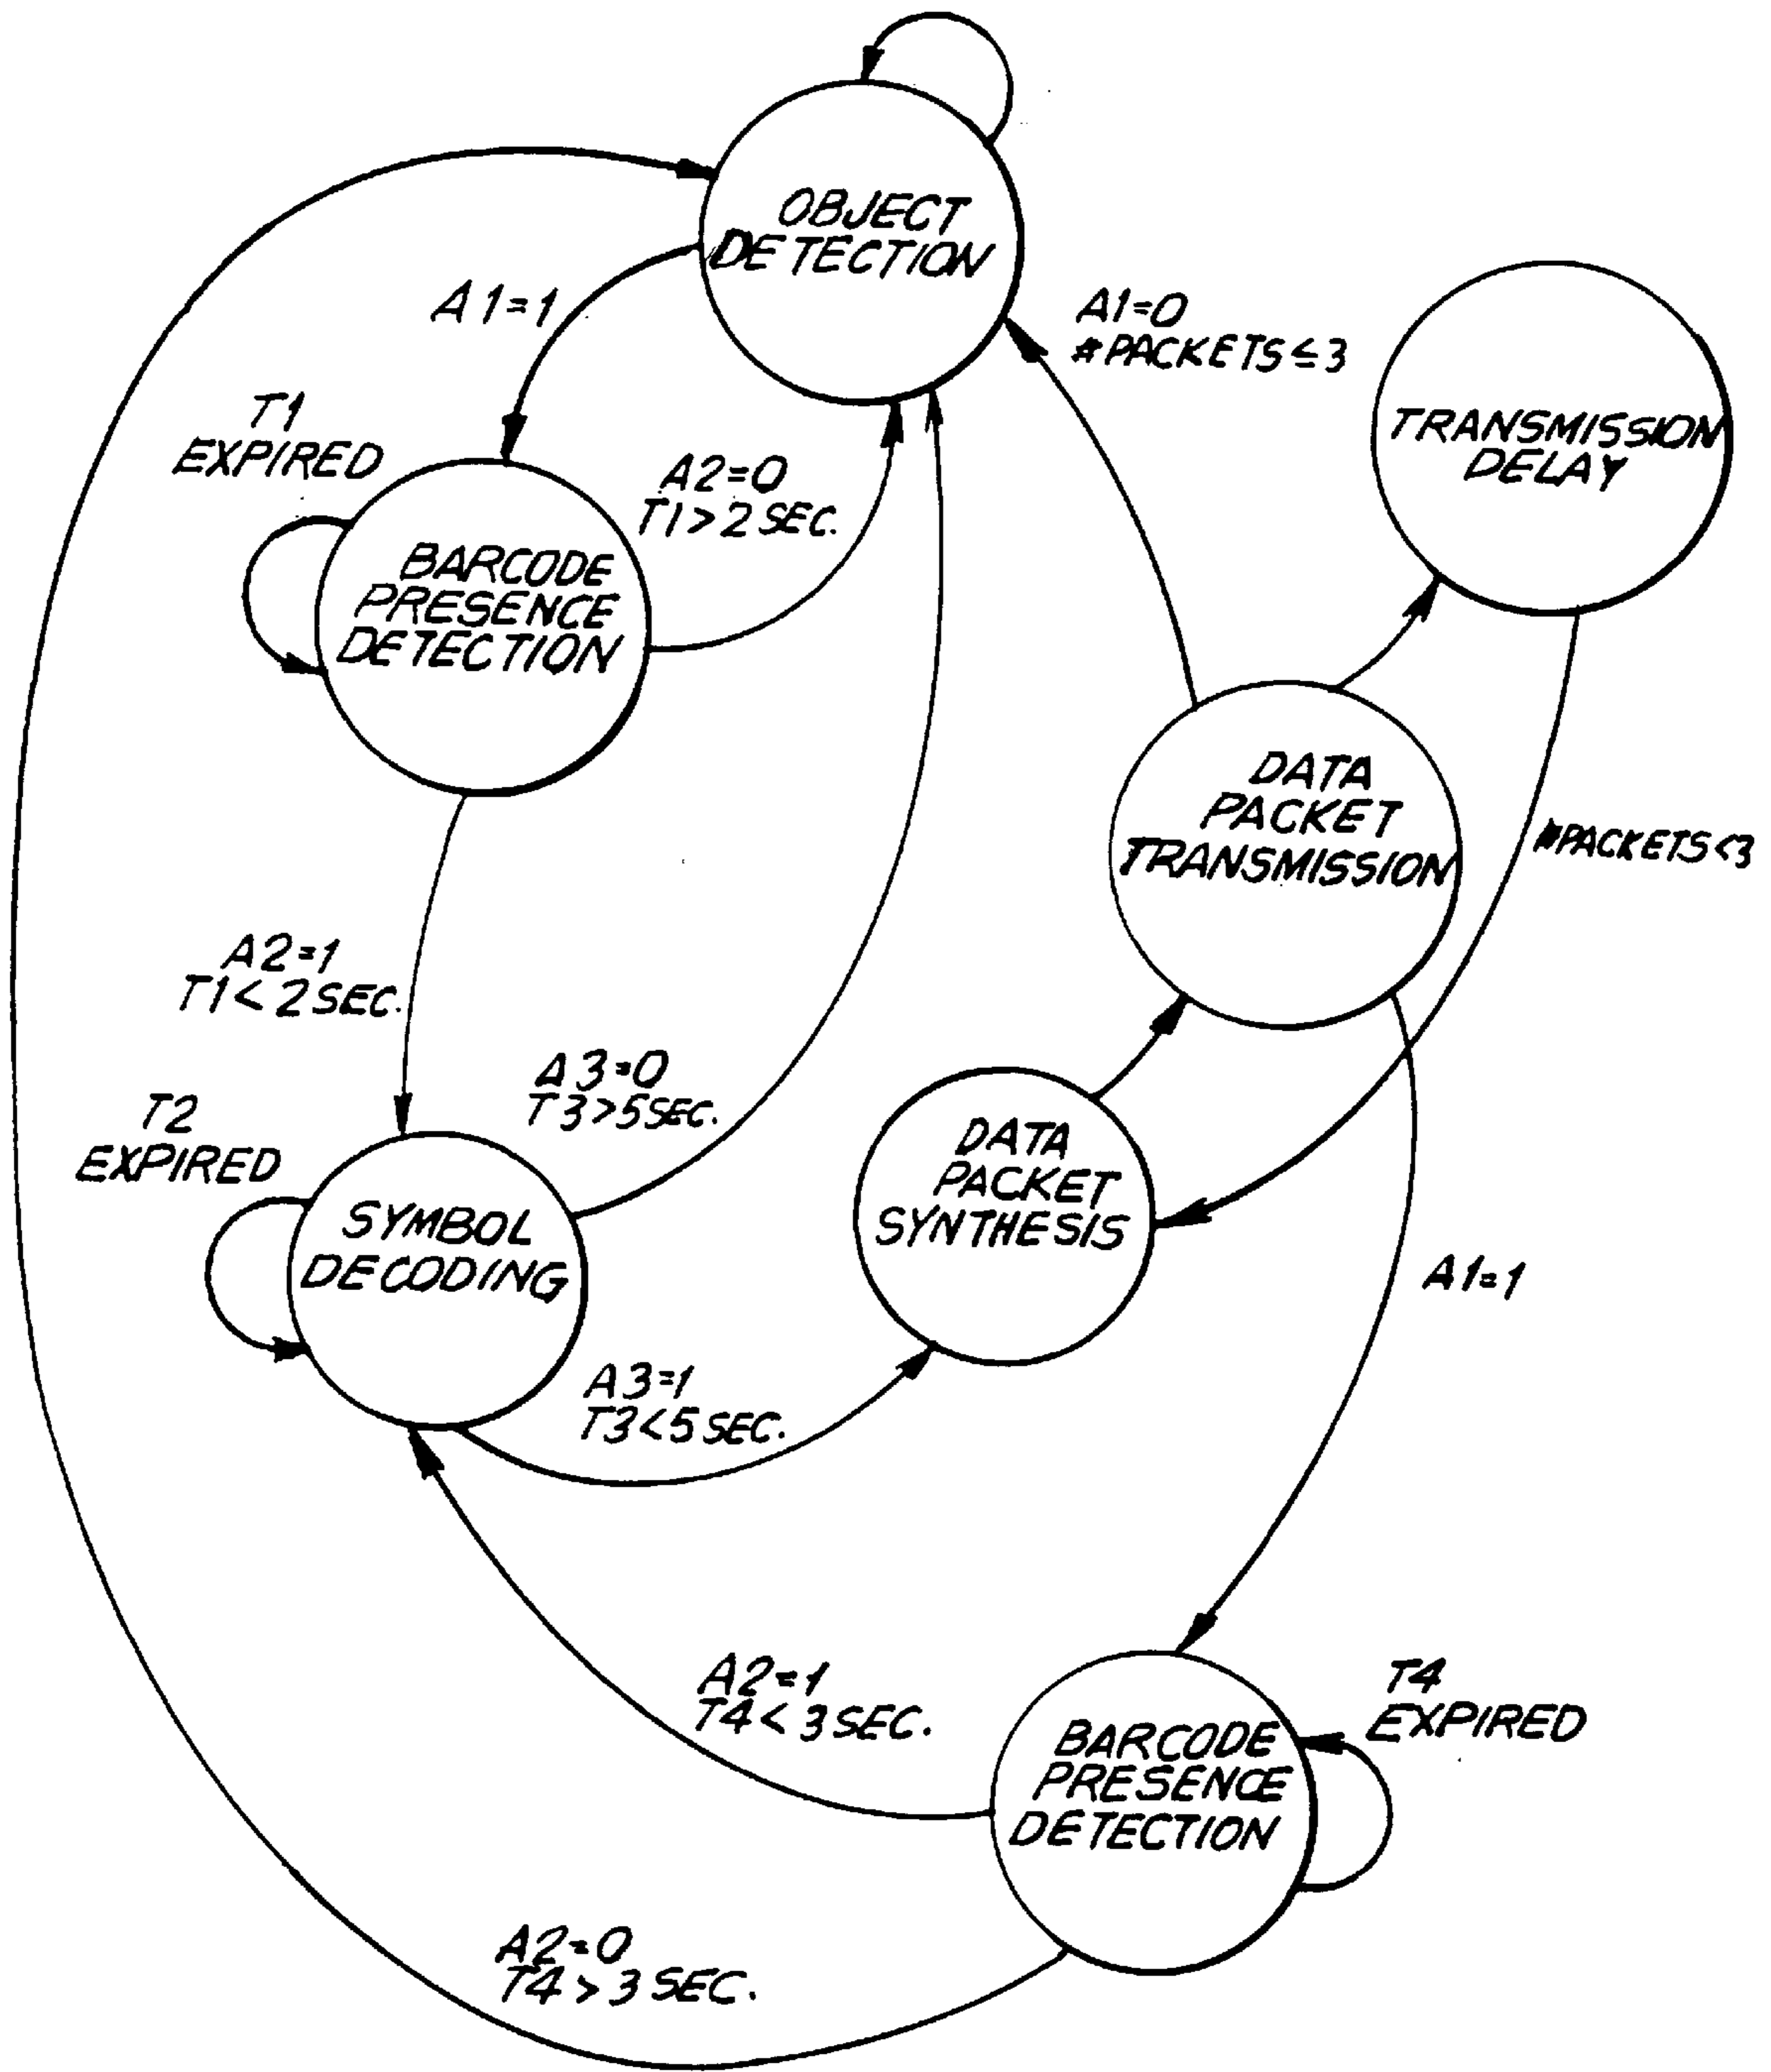 OBJECT
DETECTION
A1=1
A1=0
#PACKETS≤3
TRANSMISSION
DELAY
T1
EXPIRED
A2=0
T1>2 SEC.
BARCODE
PRESENCE
DETECTION
DATA
PACKET
TRANSMISSION
#PACKETS<3
A2=1
T1<2 SEC.
A3=0
T3>5 SEC.
T2
EXPIRED
DATA
PACKET
SYNTHESIS
SYMBOL
DECODING
A1=1
A3=1
T3<5 SEC.
A2=1
T4<3 SEC.
T4
EXPIRED
BARCODE
PRESENCE
DETECTION
A2=0
T4>3 SEC.